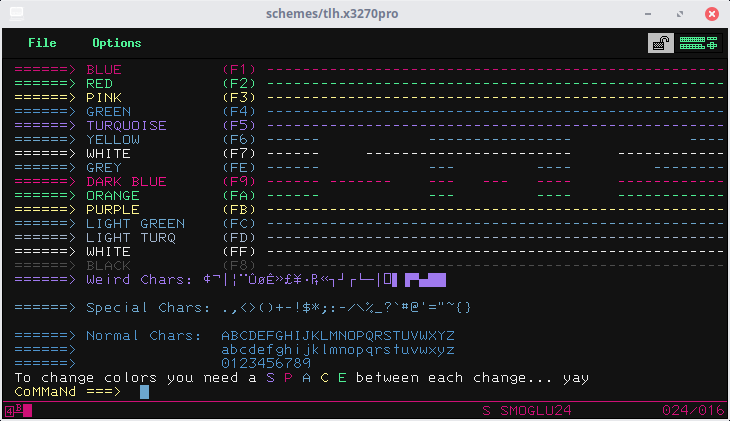 schemes/tlh.x3270pro
File Options
======> BLUE (F1) --------------------------------------------------
======> RED (F2) --------------------------------------------------
======> PINK (F3) --------------------------------------------------
======> GREEN (F4) --------------------------------------------------
======> TURQUOISE (F5) --------------------------------------------------
======> YELLOW (F6) ------ --- --- ---------
======> WHITE (F7) ------ --- --- ------------
======> GREY (FE) ------ --- --- ---------
======> DARK BLUE (F9) ------ --- --- ------------
======> ORANGE (FA) ------ --- --- ------------
======> PURPLE (FB) --------------------------------------------------
======> LIGHT GREEN (FC) --------------------------------------------------
======> LIGHT TURQ (FD) --------------------------------------------------
======> WHITE (FF) --------------------------------------------------
======> BLACK (F8)
======> Weird Chars: ¢¬|¦¨ÛøÊ»£¥·₧«┐┘┌└─│
======> Special Chars: .,<>()+-!$*;:-/\%_?`#@'="~{}
======> Normal Chars: ABCDEFGHIJKLMNOPQRSTUVWXYZ
======> abcdefghijklmnopqrstuvwxyz
======> 0123456789
To change colors you need a S P A C E between each change... yay
CoMMaNd ===>
4B S SMOGLU24 024/016